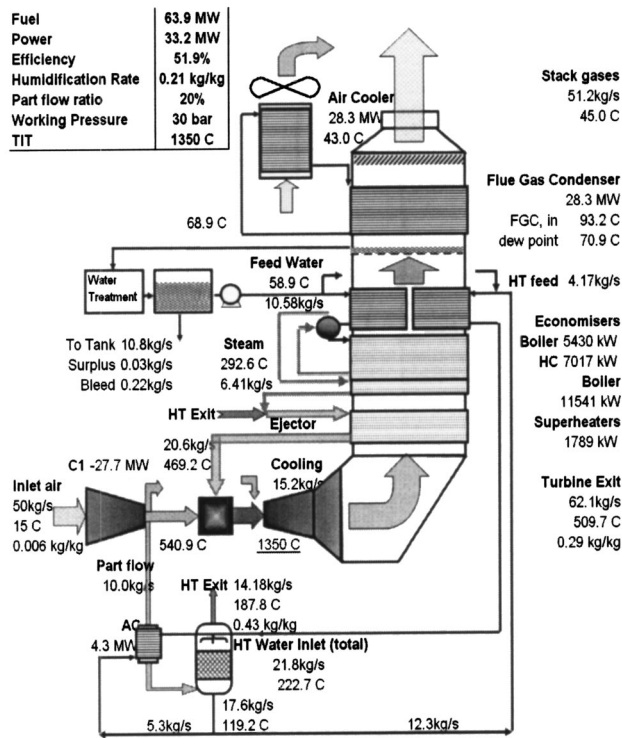 Fuel 63.9 MW
Power 33.2 MW
Efficiency 51.9%
Humidification Rate 0.21 kg/kg
Part flow ratio 20%
Working Pressure 30 bar
TIT 1350 C
Air Cooler
28.3 MW
43.0 C
Stack gases
51.2kg/s
45.0 C
68.9 C
Flue Gas Condenser
28.3 MW
FGC, in 93.2 C
dew point 70.9 C
Water
Treatment
Feed Water
58.9 C
10.58kg/s
HT feed 4.17kg/s
To Tank 10.8kg/s
Surplus 0.03kg/s
Bleed 0.22kg/s
Steam
292.6 C
6.41kg/s
Economisers
Boiler 5430 kW
HC 7017 kW
Boiler
11541 kW
Superheaters
1789 kW
HT Exit
Ejector
20.6kg/s
469.2 C
C1 -27.7 MW
Cooling
15.2kg/s
Inlet air
50kg/s
15 C
0.006 kg/kg
540.9 C
1350 C
Turbine Exit
62.1kg/s
509.7 C
0.29 kg/kg
Part flow
10.0kg/s
HT Exit 14.18kg/s
187.8 C
0.43 kg/kg
AC
4.3 MW
HT Water Inlet (total)
21.8kg/s
222.7 C
17.6kg/s
119.2 C
5.3kg/s
12.3kg/s